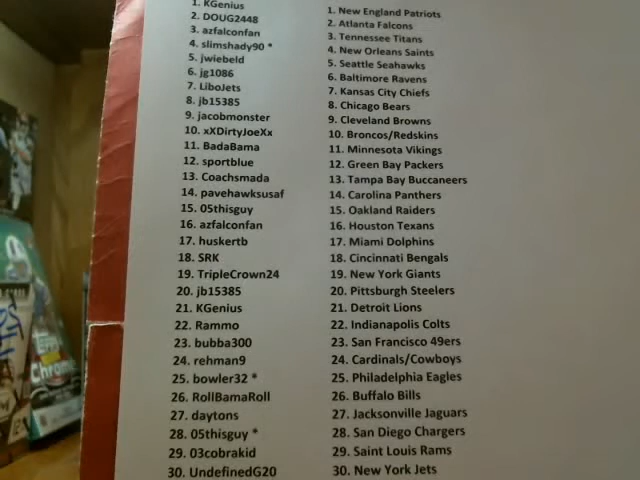 1. KGenius
2. DOUG2448
3. azfalconfan
4. slimshady90 *
5. jwiebeld
6. jg1086
7. LiboJets
8. jb15385
9. jacobmonster
10. xXDirtyJoeXx
11. BadaBama
12. sportblue
13. Coachsmada
14. pavehawksusaf
15. 05thisguy
16. azfalconfan
17. huskertb
18. SRK
19. TripleCrown24
20. jb15385
21. KGenius
22. Rammo
23. bubba300
24. rehman9
25. bowler32 *
26. RollBamaRoll
27. daytons
28. 05thisguy *
29. 03cobrakid
30. UndefinedG20
1. New England Patriots
2. Atlanta Falcons
3. Tennessee Titans
4. New Orleans Saints
5. Seattle Seahawks
6. Baltimore Ravens
7. Kansas City Chiefs
8. Chicago Bears
9. Cleveland Browns
10. Broncos/Redskins
11. Minnesota Vikings
12. Green Bay Packers
13. Tampa Bay Buccaneers
14. Carolina Panthers
15. Oakland Raiders
16. Houston Texans
17. Miami Dolphins
18. Cincinnati Bengals
19. New York Giants
20. Pittsburgh Steelers
21. Detroit Lions
22. Indianapolis Colts
23. San Francisco 49ers
24. Cardinals/Cowboys
25. Philadelphia Eagles
26. Buffalo Bills
27. Jacksonville Jaguars
28. San Diego Chargers
29. Saint Louis Rams
30. New York Jets